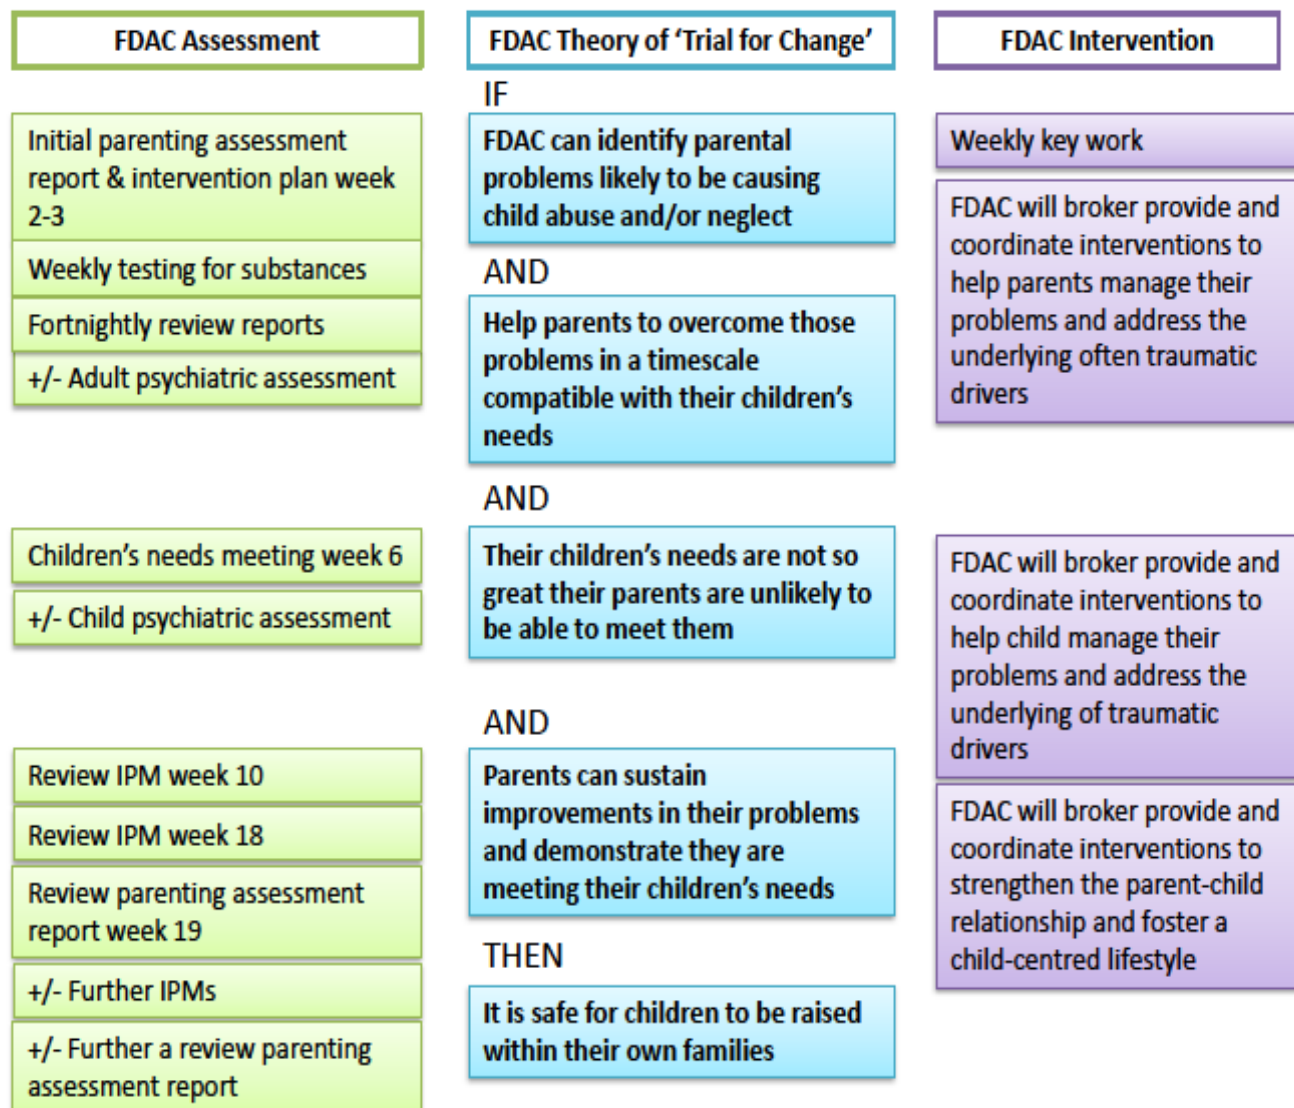 FDAC Assessment
Initial parenting assessment
report & intervention plan week
2-3
Weekly testing for substances
Fortnightly review reports
+/- Adult psychiatric assessment
Children’s needs meeting week 6
+/- Child psychiatric assessment
Review IPM week 10
Review IPM week 18
Review parenting assessment
report week 19
+/- Further IPMs
+/- Further a review parenting
assessment report
FDAC Theory of ‘Trial for Change’
IF
FDAC can identify parental
problems likely to be causing
child abuse and/or neglect
AND
Help parents to overcome those
problems in a timescale
compatible with their children’s
needs
AND
Their children’s needs are not so
great their parents are unlikely to
be able to meet them
AND
Parents can sustain
improvements in their problems
and demonstrate they are
meeting their children’s needs
THEN
It is safe for children to be raised
within their own families
FDAC Intervention
Weekly key work
FDAC will broker provide and
coordinate interventions to
help parents manage their
problems and address the
underlying often traumatic
drivers
FDAC will broker provide and
coordinate interventions to
help child manage their
problems and address the
underlying of traumatic
drivers
FDAC will broker provide and
coordinate interventions to
strengthen the parent-child
relationship and foster a
child-centred lifestyle